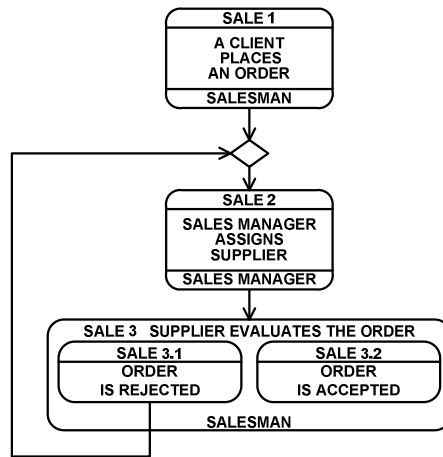 SALE 1
A CLIENT
PLACES
AN ORDER
SALESMAN
SALE 2
SALES MANAGER
ASSIGNS
SUPPLIER
SALES MANAGER
SALE 3 SUPPLIER EVALUATES THE ORDER
SALE 3.1
ORDER
IS REJECTED
SALE 3.2
ORDER
IS ACCEPTED
SALESMAN